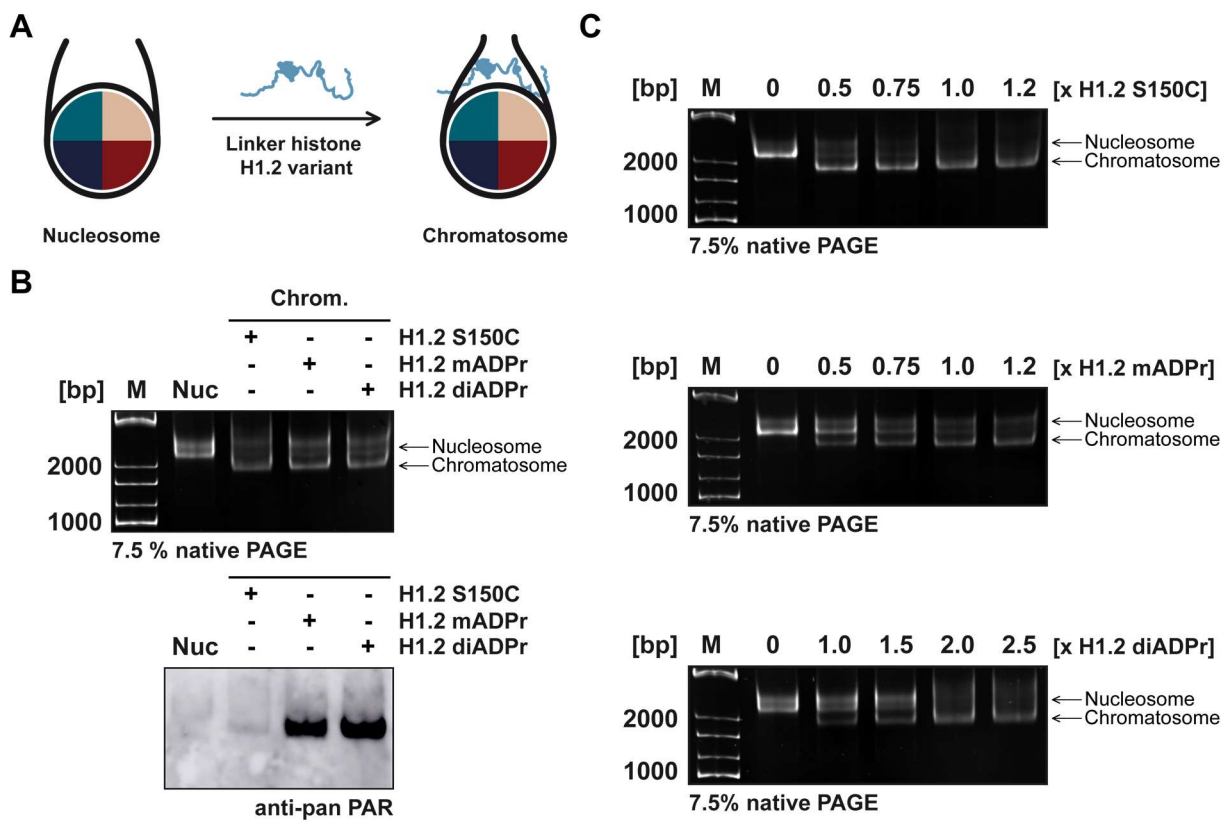 A
Nucleosome
Linker histone
H1.2 variant
Chromatosome
B
Chrom.
+ - - H1.2 S150C
- + - H1.2 mADPr
[bp] M Nuc - - + H1.2 diADPr
Nucleosome
2000 Chromatosome
1000
7.5 % native PAGE
+ - - H1.2 S150C
- + - H1.2 mADPr
Nuc - - + H1.2 diADPr
anti-pan PAR
C
[bp] M 0 0.5 0.75 1.0 1.2 [x H1.2 S150C]
Nucleosome
2000 Chromatosome
1000
7.5% native PAGE
[bp] M 0 0.5 0.75 1.0 1.2 [x H1.2 mADPr]
Nucleosome
2000 Chromatosome
1000
7.5% native PAGE
[bp] M 0 1.0 1.5 2.0 2.5 [x H1.2 diADPr]
Nucleosome
2000 Chromatosome
1000
7.5% native PAGE